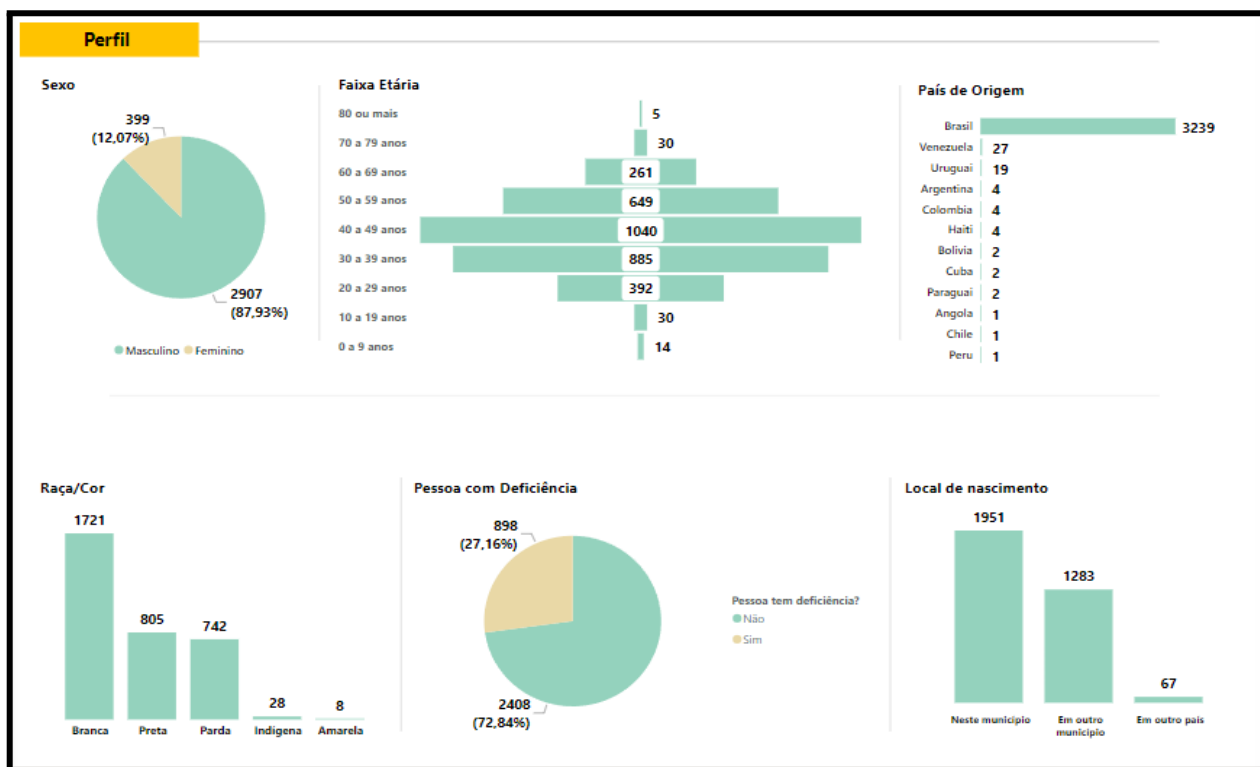 Perfil
Sexo
399
(12,07%)
2907
(87,93%)
Masculino Feminino
Faixa Etária
80 ou mais 5
70 a 79 anos 30
60 a 69 anos 261
50 a 59 anos 649
40 a 49 anos 1040
30 a 39 anos 885
20 a 29 anos 392
10 a 19 anos 30
0 a 9 anos 14
País de Origem
Brasil 3239
Venezuela 27
Uruguai 19
Argentina 4
Colombia 4
Haiti 4
Bolivia 2
Cuba 2
Paraguai 2
Angola 1
Chile 1
Peru 1
Raça/Cor
1721
805
742
28
8
Branca Preta Parda Indígena Amarela
Pessoa com Deficiência
898
(27,16%)
2408
(72,84%)
Pessoa tem deficiência?
Não
Sim
Local de nascimento
1951
1283
67
Neste município
Em outro
município
Em outro país